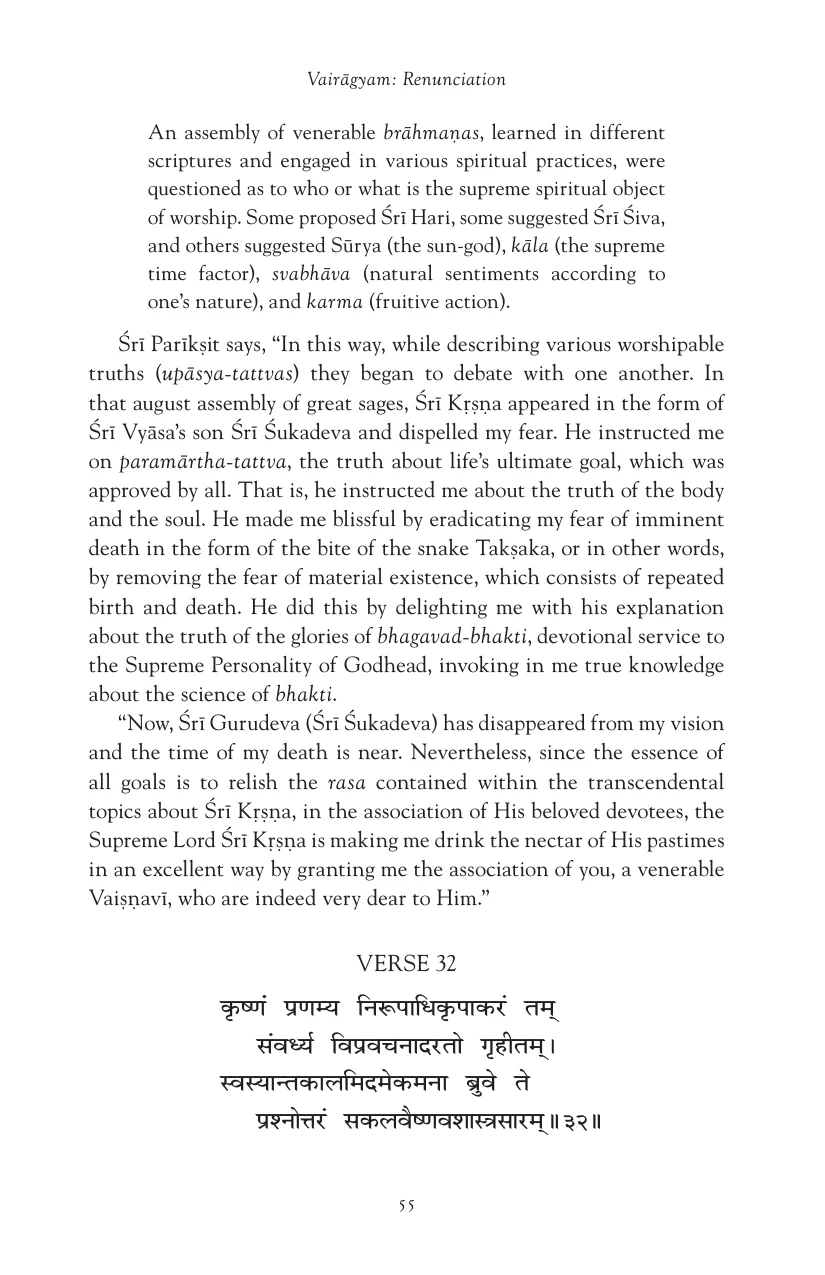 Vairāgyam: Renunciation
An assembly of venerable brāhmaṇas, learned in different
scriptures and engaged in various spiritual practices, were
questioned as to who or what is the supreme spiritual object
of worship. Some proposed Śrī Hari, some suggested Śrī Śiva,
and others suggested Sūrya (the sun-god), kāla (the supreme
time factor), svabhāva (natural sentiments according to
one’s nature), and karma (fruitive action).
Śrī Parīkṣit says, “In this way, while describing various worshipable
truths (upāsya-tattvas) they began to debate with one another. In
that august assembly of great sages, Śrī Kṛṣṇa appeared in the form of
Śrī Vyāsa’s son Śrī Śukadeva and dispelled my fear. He instructed me
on paramārtha-tattva, the truth about life’s ultimate goal, which was
approved by all. That is, he instructed me about the truth of the body
and the soul. He made me blissful by eradicating my fear of imminent
death in the form of the bite of the snake Takṣaka, or in other words,
by removing the fear of material existence, which consists of repeated
birth and death. He did this by delighting me with his explanation
about the truth of the glories of bhagavad-bhakti, devotional service to
the Supreme Personality of Godhead, invoking in me true knowledge
about the science of bhakti.
“Now, Śrī Gurudeva (Śrī Śukadeva) has disappeared from my vision
and the time of my death is near. Nevertheless, since the essence of
all goals is to relish the rasa contained within the transcendental
topics about Śrī Kṛṣṇa, in the association of His beloved devotees, the
Supreme Lord Śrī Kṛṣṇa is making me drink the nectar of His pastimes
in an excellent way by granting me the association of you, a venerable
Vaiṣṇavī, who are indeed very dear to Him.”
VERSE 32
कृष्णं प्रणम्य निरूपाधिकृपाकरं तम्
संवर्ध्य विप्रवचनादरतो गृहीतम्।
स्वस्यान्तकालमिदमेकमना ब्रुवे ते
प्रश्नोत्तरं सकलवैष्णवशास्त्रसारम्॥३२॥
55